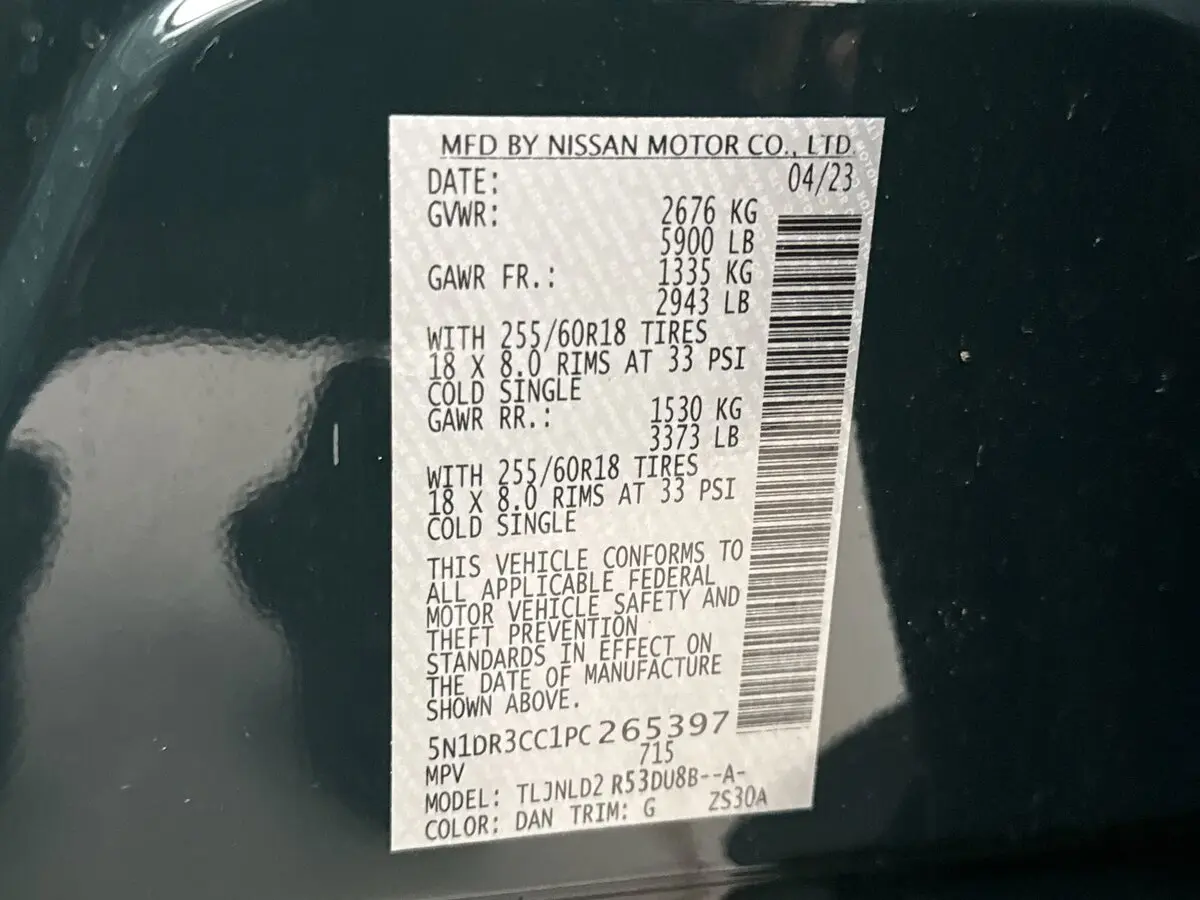 MFD BY NISSAN MOTOR CO., LTD.
DATE: 04/23
GVWR: 2676 KG
5900 LB
GAWR FR.: 1335 KG
2943 LB
WITH 255/60R18 TIRES
18 X 8.0 RIMS AT 33 PSI
COLD SINGLE
GAWR RR.: 1530 KG
3373 LB
WITH 255/60R18 TIRES
18 X 8.0 RIMS AT 33 PSI
COLD SINGLE
THIS VEHICLE CONFORMS TO
ALL APPLICABLE FEDERAL
MOTOR VEHICLE SAFETY AND
THEFT PREVENTION
STANDARDS IN EFFECT ON
THE DATE OF MANUFACTURE
SHOWN ABOVE.
5N1DR3CC1PC 265397
MPV 715
MODEL: TLJNLD2 R53DU8B--A-
COLOR: DAN TRIM: G ZS30A